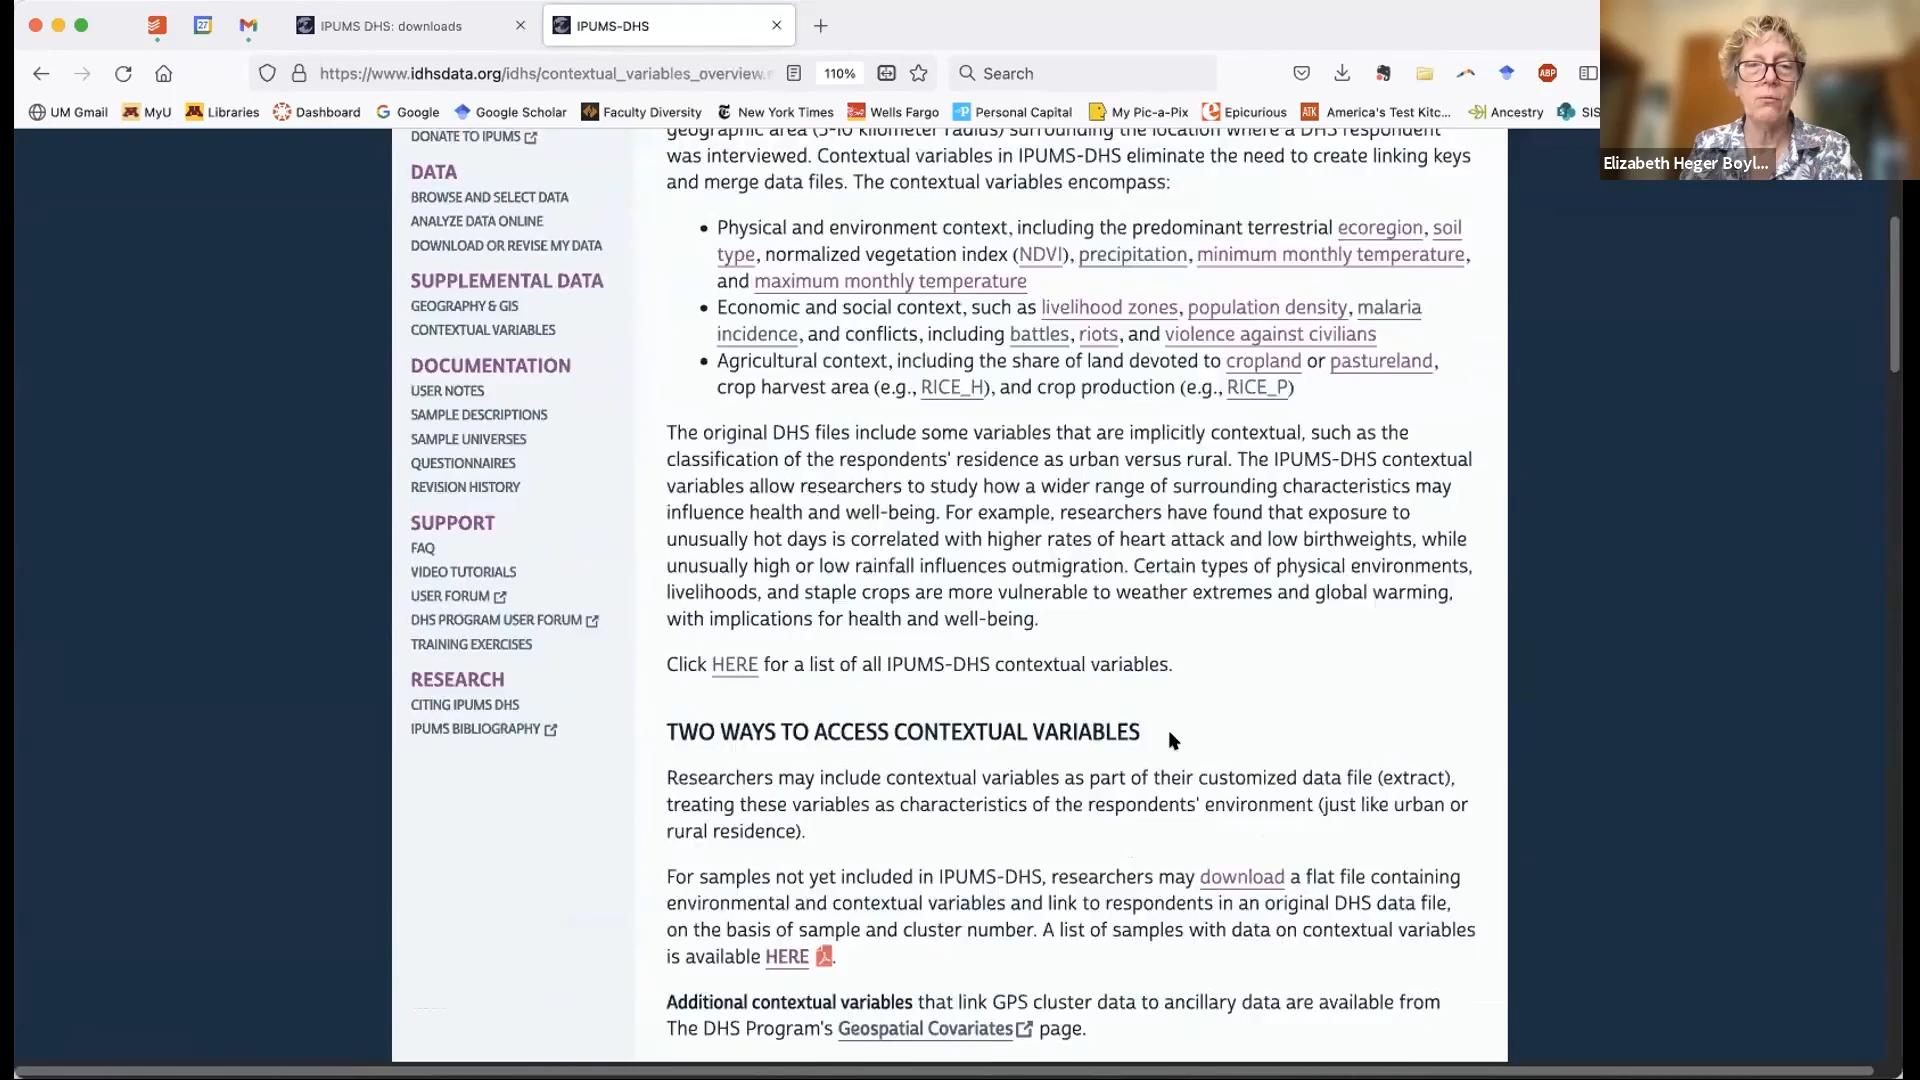 27
IPUMS DHS: downloads
IPUMS-DHS
https://www.idhsdata.org/idhs/contextual_variables_overview.
110%
Search
ABP
UM Gmail
MyU
Libraries
Dashboard
Google
Google Scholar
Faculty Diversity
New York Times
Wells Fargo
Personal Capital
My Pic-a-Pix
Epicurious
ATK America's Test Kitc...
Ancestry
SIS
Elizabeth Heger Boyl...
DONATE TO IPUMS
DATA
BROWSE AND SELECT DATA
ANALYZE DATA ONLINE
DOWNLOAD OR REVISE MY DATA
SUPPLEMENTAL DATA
GEOGRAPHY & GIS
CONTEXTUAL VARIABLES
DOCUMENTATION
USER NOTES
SAMPLE DESCRIPTIONS
SAMPLE UNIVERSES
QUESTIONNAIRES
REVISION HISTORY
SUPPORT
FAQ
VIDEO TUTORIALS
USER FORUM
DHS PROGRAM USER FORUM
TRAINING EXERCISES
RESEARCH
CITING IPUMS DHS
IPUMS BIBLIOGRAPHY
geographic area (5-10 kilometer radius) surrounding the location where a DHS respondent
was interviewed. Contextual variables in IPUMS-DHS eliminate the need to create linking keys
and merge data files. The contextual variables encompass:
• Physical and environment context, including the predominant terrestrial ecoregion, soil
type, normalized vegetation index (NDVI), precipitation, minimum monthly temperature,
and maximum monthly temperature
• Economic and social context, such as livelihood zones, population density, malaria
incidence, and conflicts, including battles, riots, and violence against civilians
• Agricultural context, including the share of land devoted to cropland or pastureland,
crop harvest area (e.g., RICE_H), and crop production (e.g., RICE_P)
The original DHS files include some variables that are implicitly contextual, such as the
classification of the respondents' residence as urban versus rural. The IPUMS-DHS contextual
variables allow researchers to study how a wider range of surrounding characteristics may
influence health and well-being. For example, researchers have found that exposure to
unusually hot days is correlated with higher rates of heart attack and low birthweights, while
unusually high or low rainfall influences outmigration. Certain types of physical environments,
livelihoods, and staple crops are more vulnerable to weather extremes and global warming,
with implications for health and well-being.
Click HERE for a list of all IPUMS-DHS contextual variables.
TWO WAYS TO ACCESS CONTEXTUAL VARIABLES
Researchers may include contextual variables as part of their customized data file (extract),
treating these variables as characteristics of the respondents' environment (just like urban or
rural residence).
For samples not yet included in IPUMS-DHS, researchers may download a flat file containing
environmental and contextual variables and link to respondents in an original DHS data file,
on the basis of sample and cluster number. A list of samples with data on contextual variables
is available HERE.
Additional contextual variables that link GPS cluster data to ancillary data are available from
The DHS Program's Geospatial Covariates page.